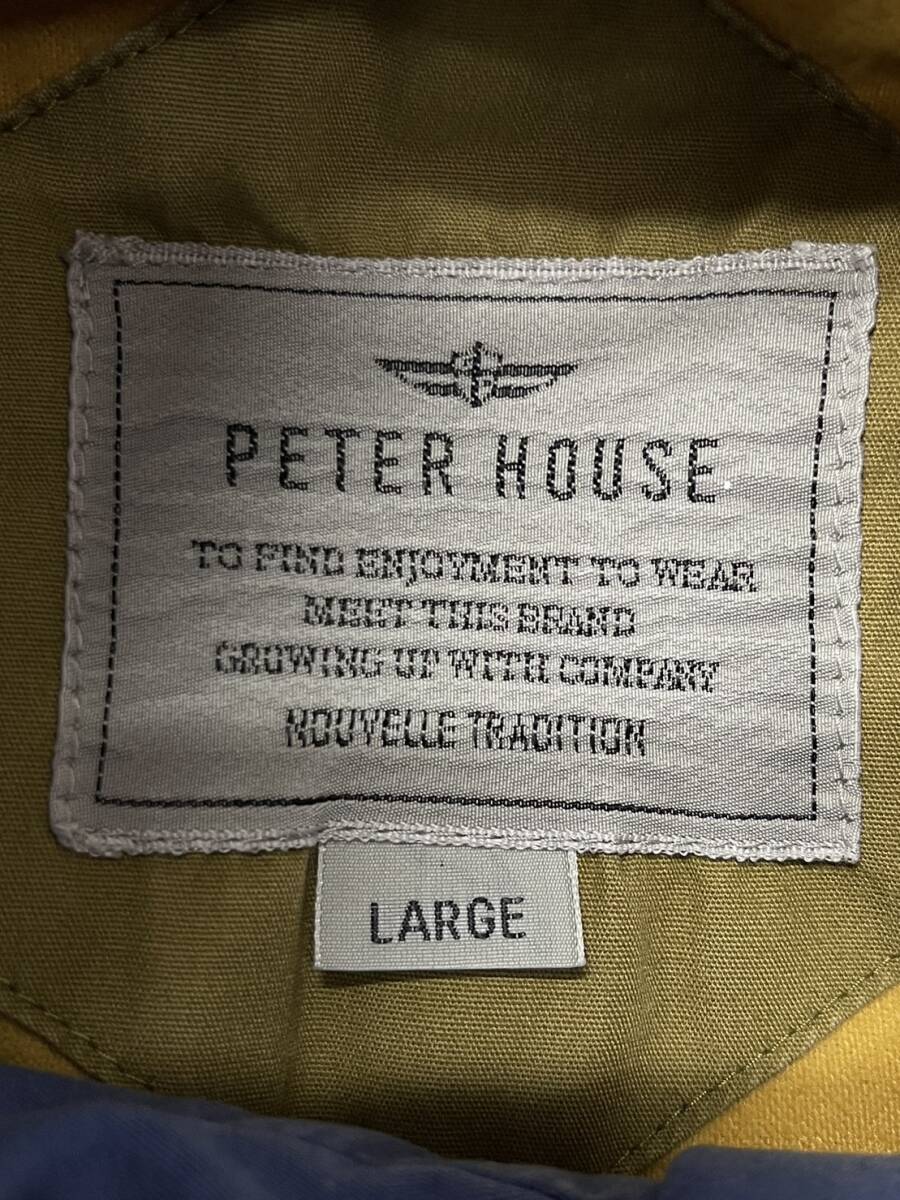 PETER HOUSE
TO FIND ENJOYMENT TO WEAR
MEET THIS BRAND
GROWING UP WITH COMPANY
NOUVELLE TRADITION
LARGE